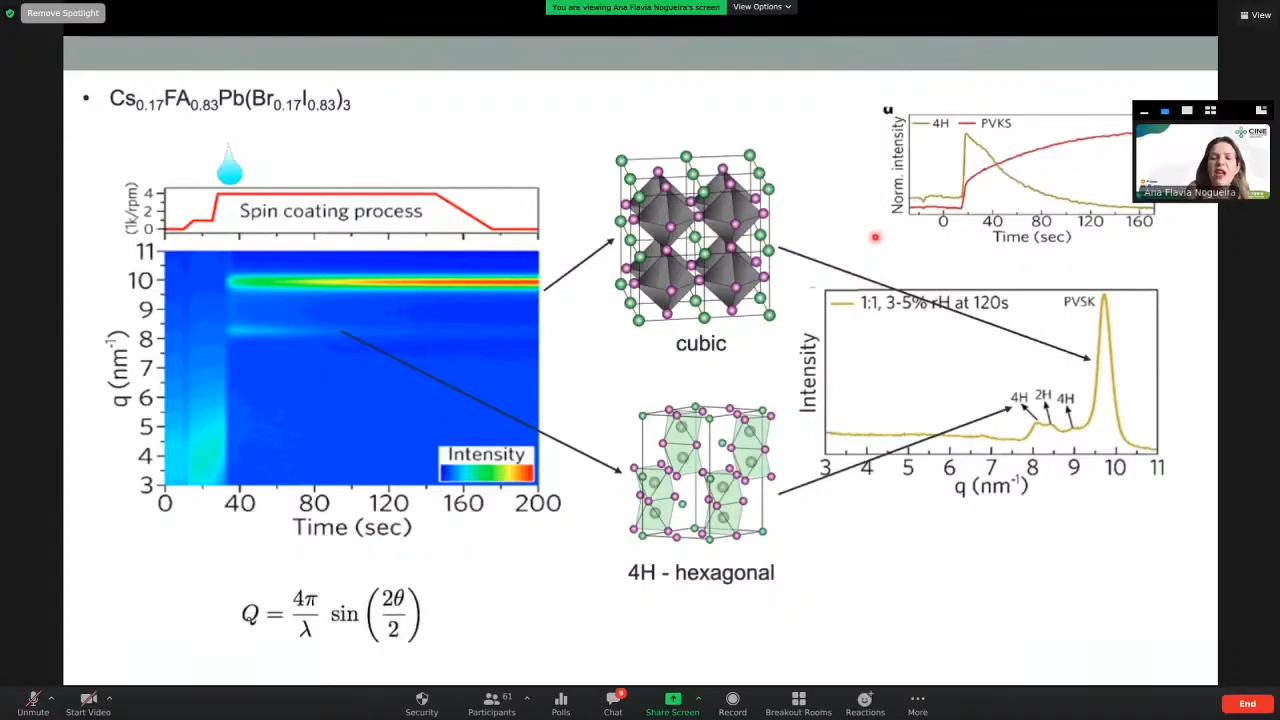 Remove Spotlight
You are viewing Ana Flavia Nogueira's screen
View Options
View
• Cs0.17FA0.83Pb(Br0.17I0.83)3
(1k/rpm)
4
2
0
Spin coating process
q (nm-1)
11
10
9
8
7
6
5
4
3
Intensity
0 40 80 120 160 200
Time (sec)
Q = 4π/λ sin (2θ/2)
cubic
4H - hexagonal
d
4H PVKS
Norm. intensity
0 40 80 120 160
Time (sec)
CINE
Ana Flavia Nogueira
1:1, 3-5% rH at 120s
PVSK
4H 2H 4H
Intensity
3 4 5 6 7 8 9 10 11
q (nm-1)
Unmute
Start Video
Security
Participants
61
Polls
Chat
9
Share Screen
Record
Breakout Rooms
Reactions
More
End